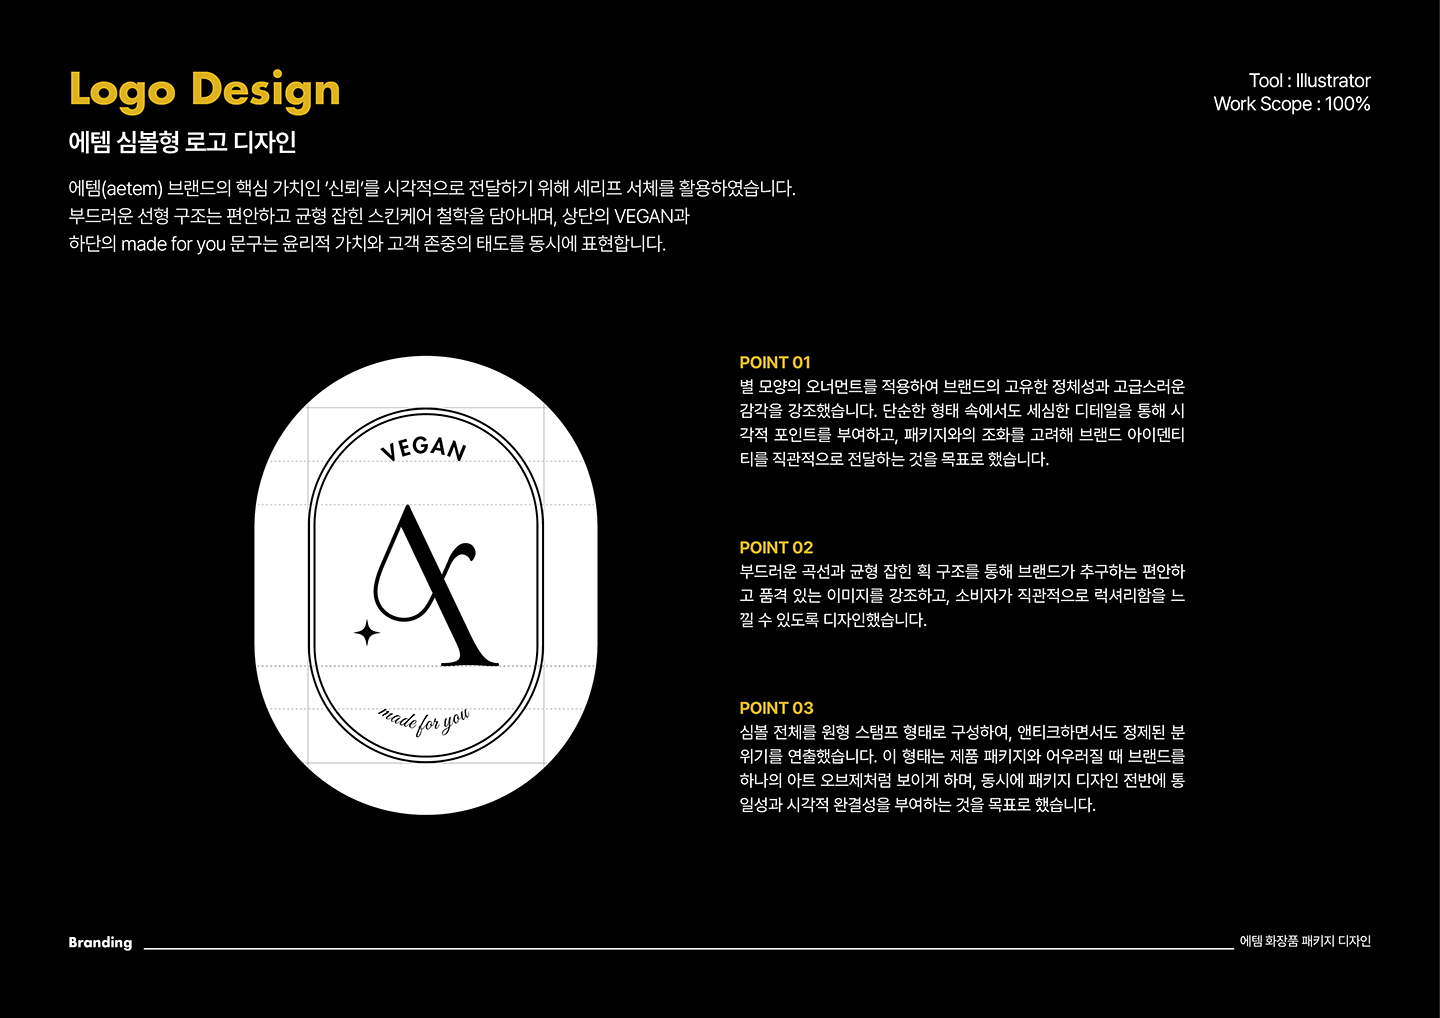 Logo Design
Tool : Illustrator
Work Scope : 100%
에템 심볼형 로고 디자인
에템(aetem) 브랜드의 핵심 가치인 ‘신뢰’를 시각적으로 전달하기 위해 세리프 서체를 활용하였습니다.
부드러운 선형 구조는 편안하고 균형 잡힌 스킨케어 철학을 담아내며, 상단의 VEGAN과
하단의 made for you 문구는 윤리적 가치와 고객 존중의 태도를 동시에 표현합니다.
VEGAN
A
made for you
POINT 01
별 모양의 오너먼트를 적용하여 브랜드의 고유한 정체성과 고급스러운
감각을 강조했습니다. 단순한 형태 속에서도 세심한 디테일을 통해 시
각적 포인트를 부여하고, 패키지와의 조화를 고려해 브랜드 아이덴티
티를 직관적으로 전달하는 것을 목표로 했습니다.
POINT 02
부드러운 곡선과 균형 잡힌 획 구조를 통해 브랜드가 추구하는 편안하
고 품격 있는 이미지를 강조하고, 소비자가 직관적으로 럭셔리함을 느
낄 수 있도록 디자인했습니다.
POINT 03
심볼 전체를 원형 스탬프 형태로 구성하여, 앤티크하면서도 정제된 분
위기를 연출했습니다. 이 형태는 제품 패키지와 어우러질 때 브랜드를
하나의 아트 오브제처럼 보이게 하며, 동시에 패키지 디자인 전반에 통
일성과 시각적 완결성을 부여하는 것을 목표로 했습니다.
Branding
에템 화장품 패키지 디자인